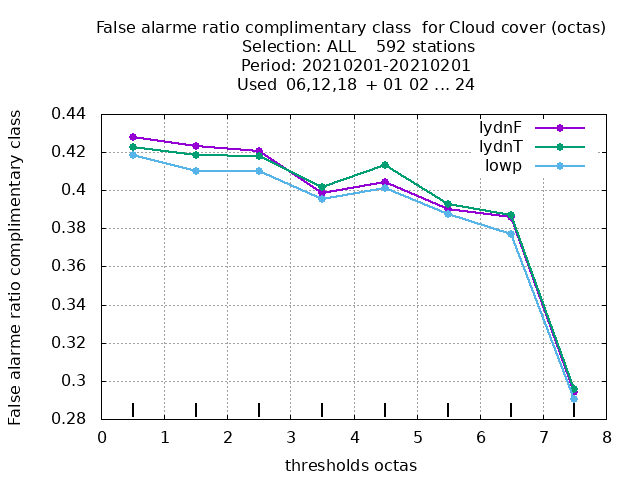 False alarme ratio complimentary class  for Cloud cover (octas)
Selection: ALL    592 stations
Period: 20210201-20210201
Used  06,12,18  + 01 02 ... 24
False alarme ratio complimentary class
0.44
0.42
0.4
0.38
0.36
0.34
0.32
0.3
0.28
lydnF
lydnT
lowp
0 1 2 3 4 5 6 7 8
thresholds octas